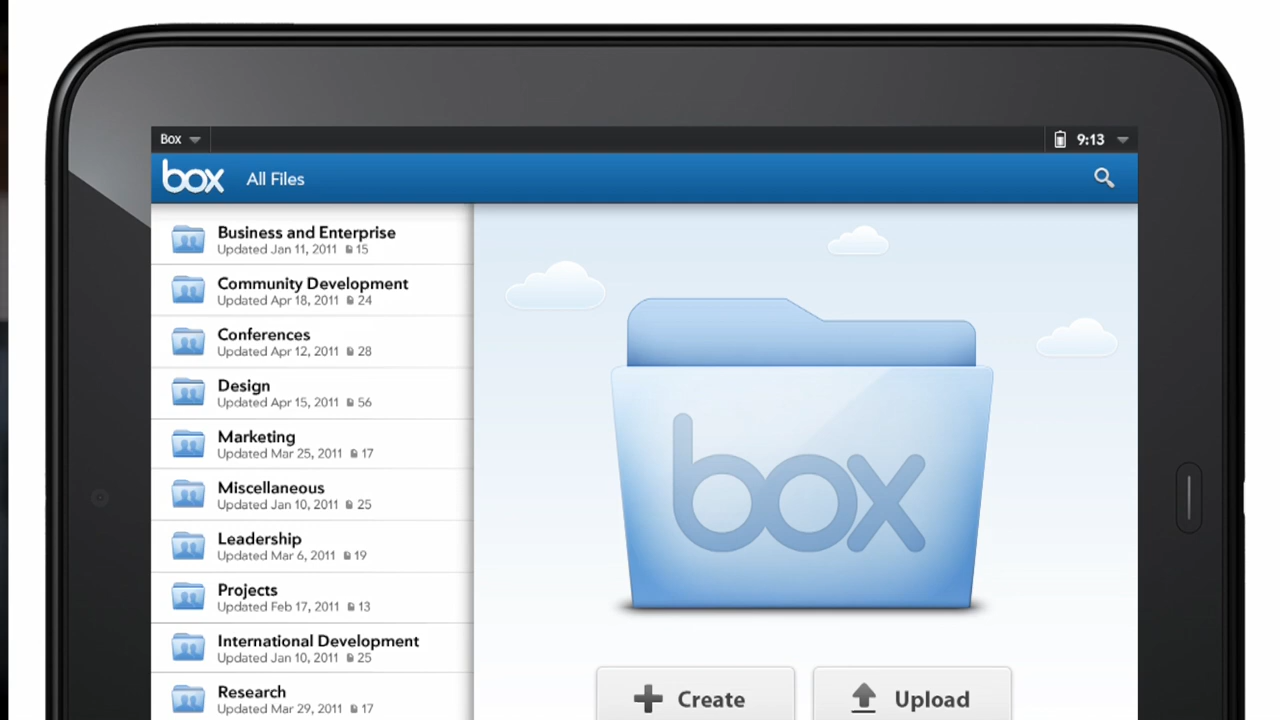 Box
9:13
box
All Files
Business and Enterprise
Updated Jan 11, 2011 15
Community Development
Updated Apr 18, 2011 24
Conferences
Updated Apr 12, 2011 28
Design
Updated Apr 15, 2011 56
Marketing
Updated Mar 25, 2011 17
Miscellaneous
Updated Jan 10, 2011 25
Leadership
Updated Mar 6, 2011 19
Projects
Updated Feb 17, 2011 13
International Development
Updated Jan 10, 2011 25
Research
Updated Mar 29, 2011 17
box
Create
Upload